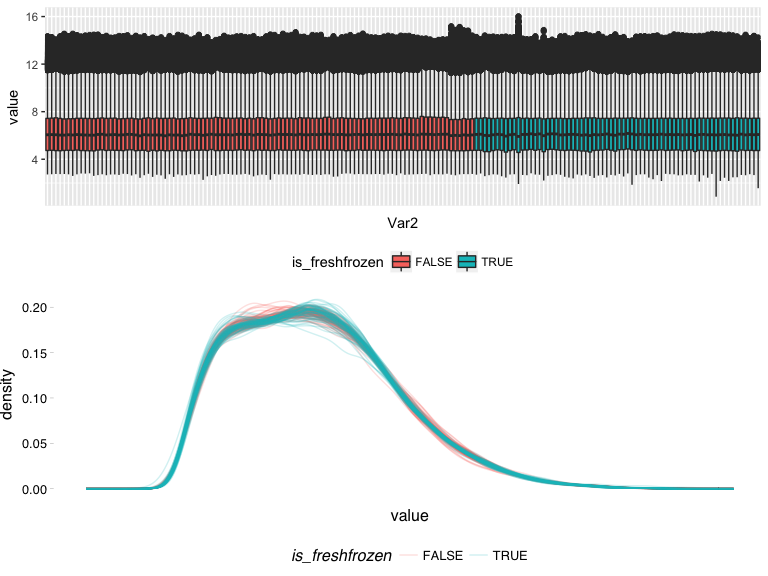 16
12
value
8
4
Var2
is_freshfrozen FALSE TRUE
0.20
0.15
density
0.10
0.05
0.00
value
is_freshfrozen FALSE TRUE